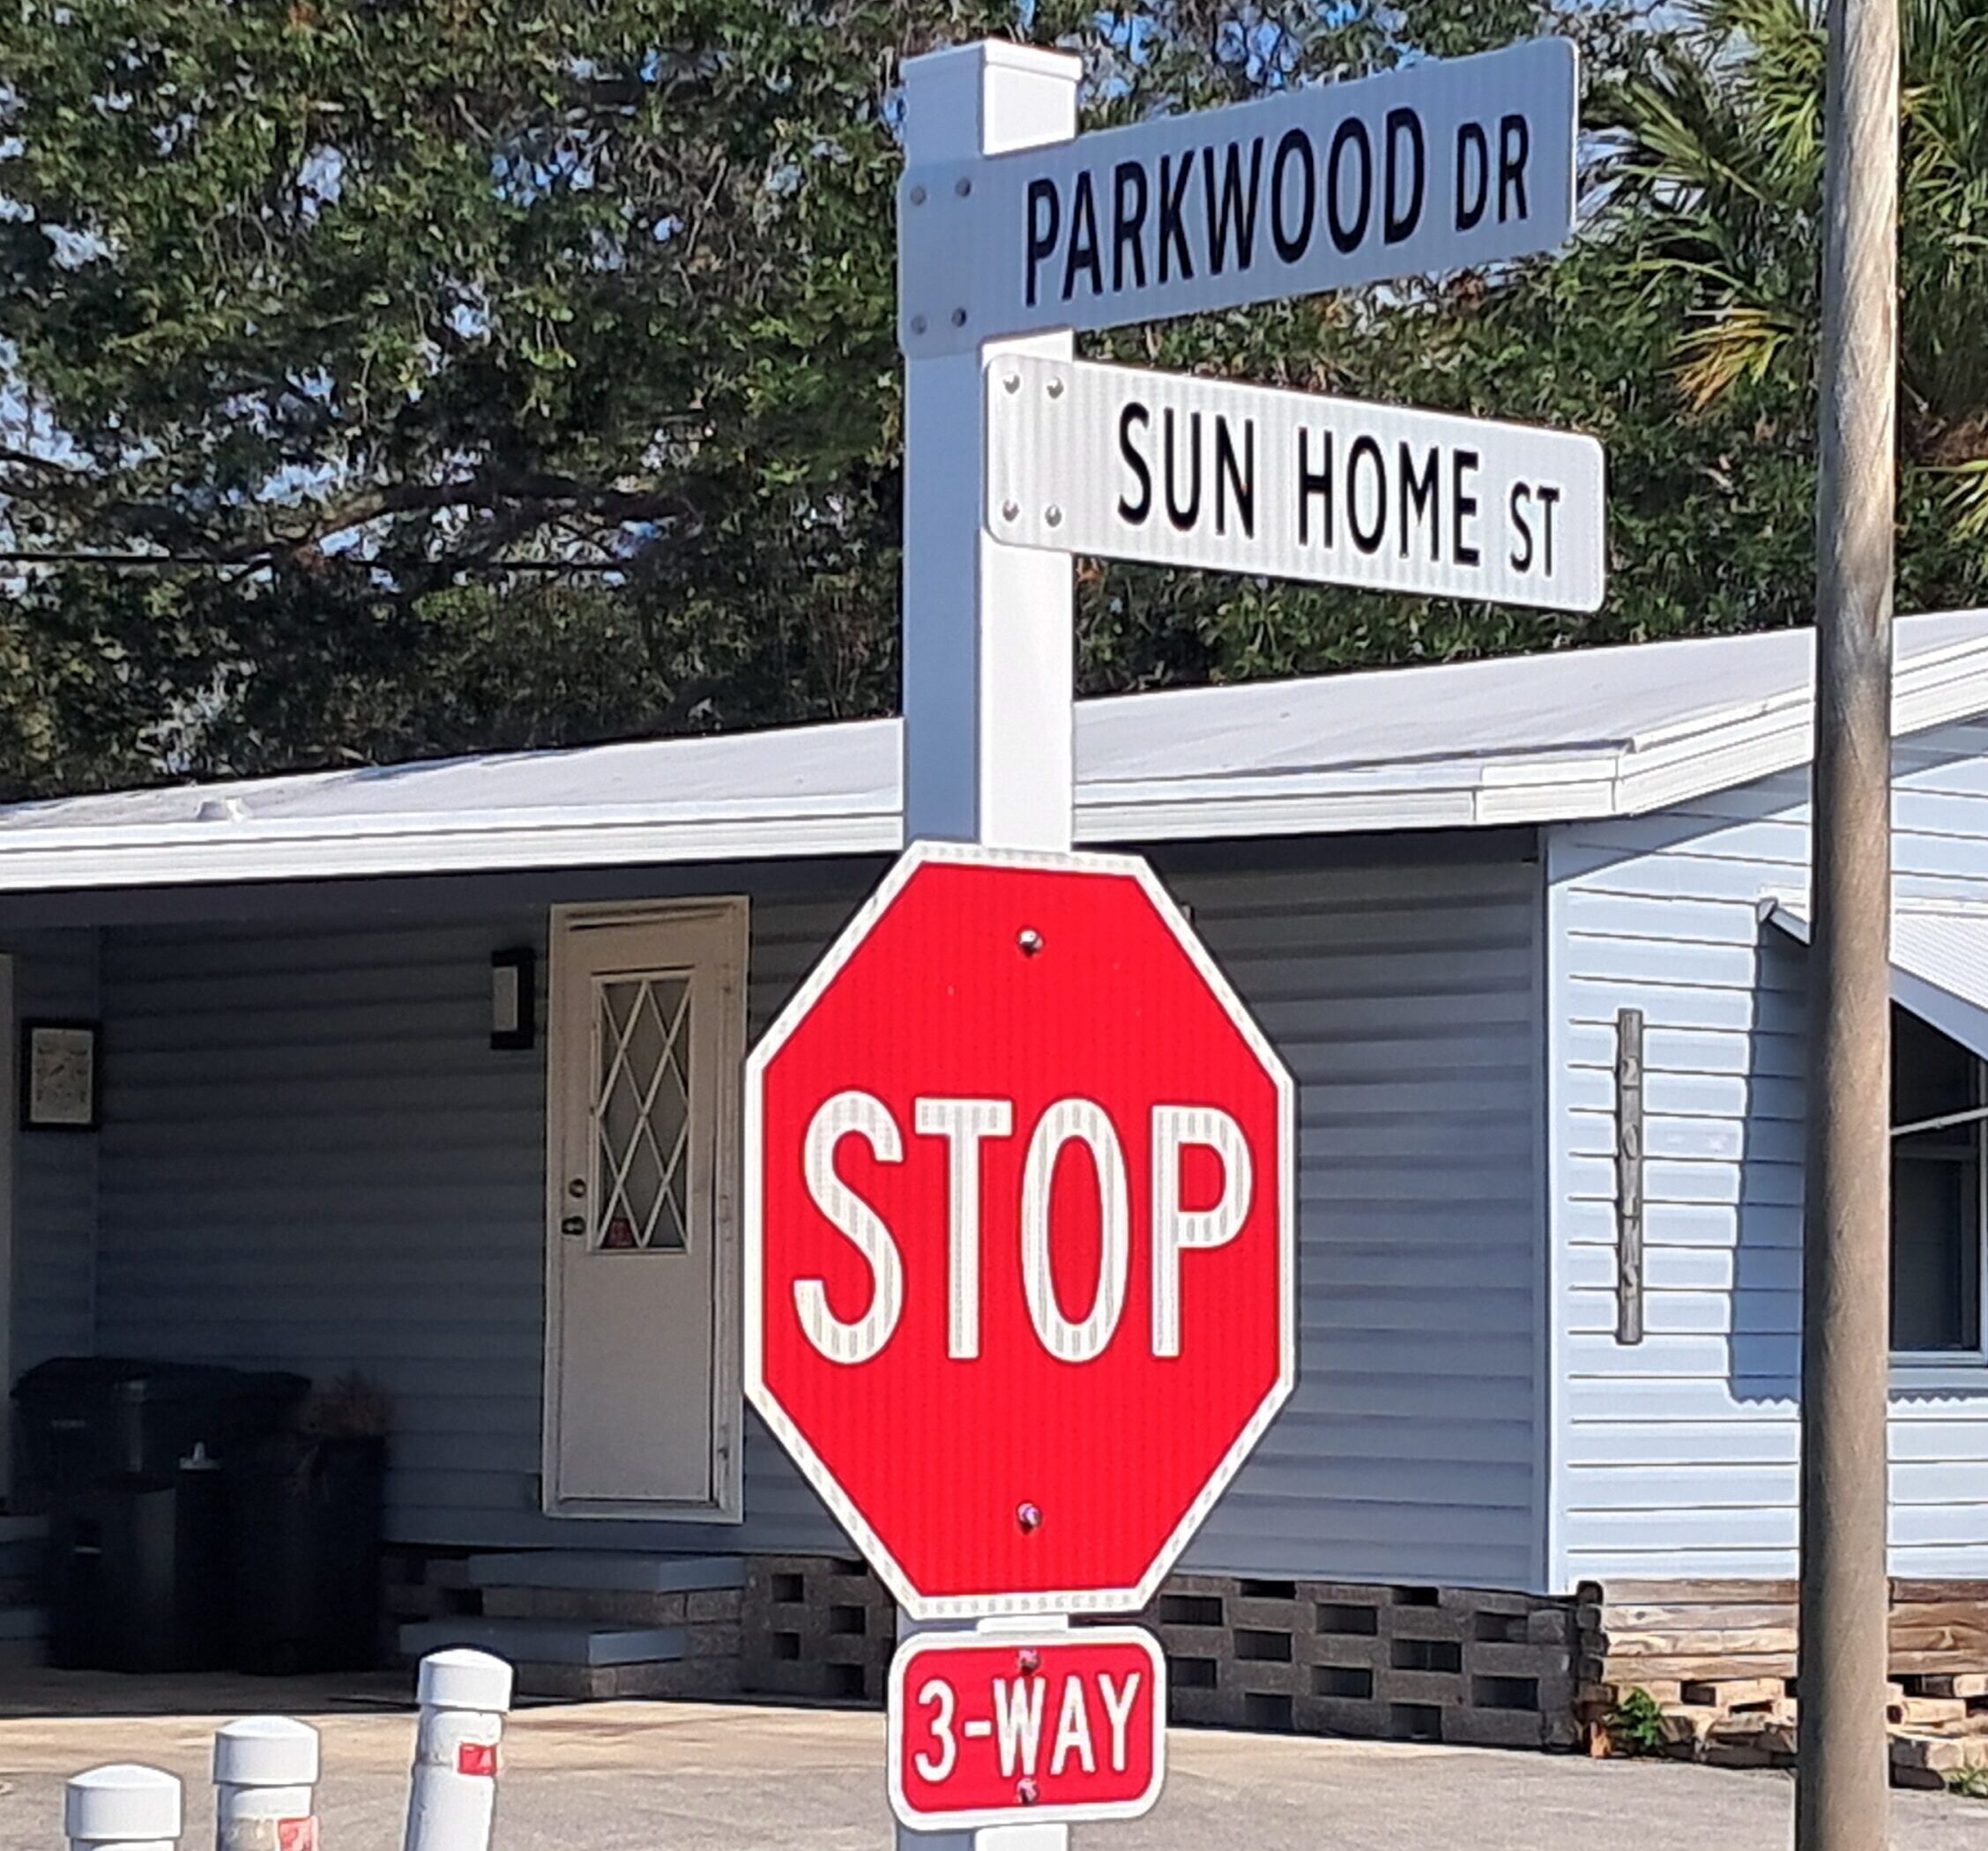 PARKWOOD DR
SUN HOME ST
STOP
3-WAY